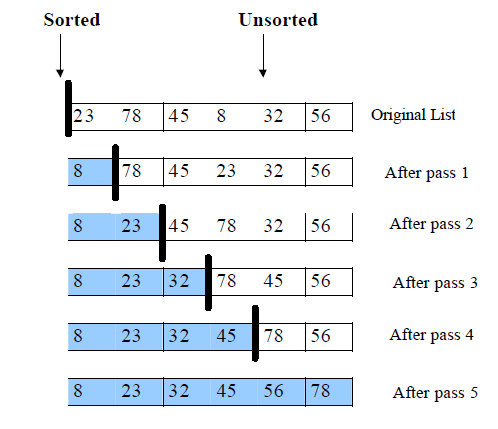 Sorted Unsorted
23 78 45 8 32 56 Original List
8 78 45 23 32 56 After pass 1
8 23 45 78 32 56 After pass 2
8 23 32 78 45 56 After pass 3
8 23 32 45 78 56 After pass 4
8 23 32 45 56 78 After pass 5